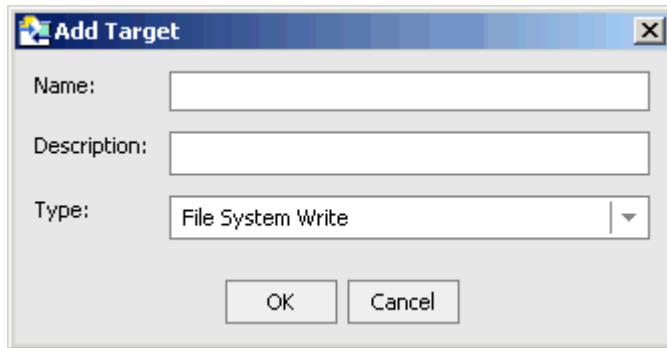 Add Target
Name:
Description:
Type:
File System Write
OK
Cancel